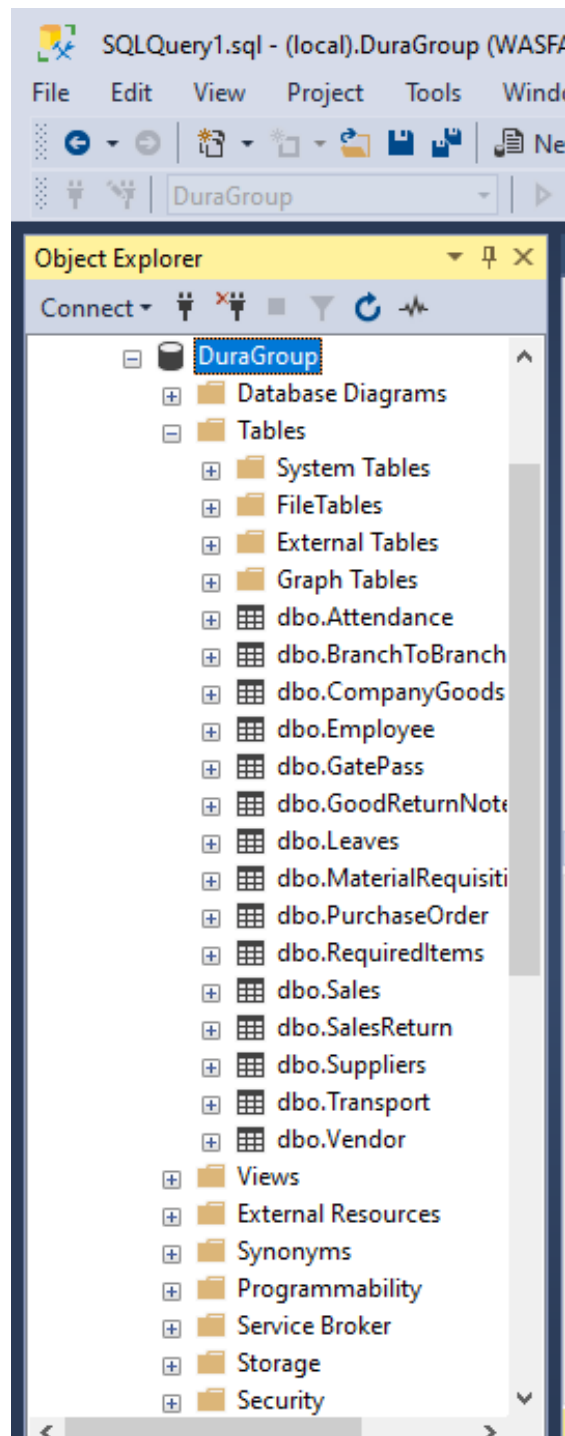 SQLQuery1.sql - (local).DuraGroup (WASFA
File Edit View Project Tools Wind
Ne
DuraGroup
Object Explorer
Connect
DuraGroup
Database Diagrams
Tables
System Tables
FileTables
External Tables
Graph Tables
dbo.Attendance
dbo.BranchToBranch
dbo.CompanyGoods
dbo.Employee
dbo.GatePass
dbo.GoodReturnNote
dbo.Leaves
dbo.MaterialRequisiti
dbo.PurchaseOrder
dbo.RequiredItems
dbo.Sales
dbo.SalesReturn
dbo.Suppliers
dbo.Transport
dbo.Vendor
Views
External Resources
Synonyms
Programmability
Service Broker
Storage
Security